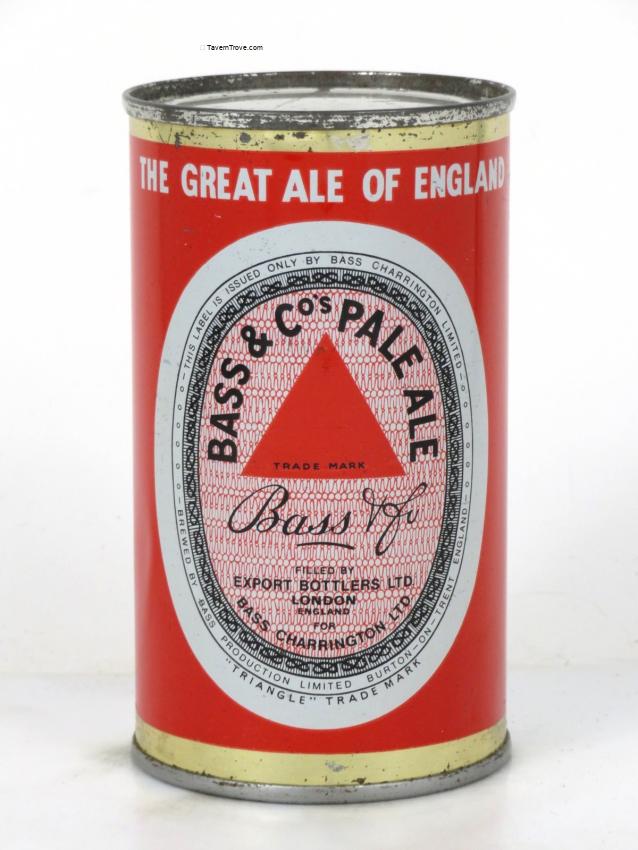 TavernTrove.com
THE GREAT ALE OF ENGLAND
THIS LABEL IS ISSUED ONLY BY BASS CHARRINGTON LIMITED
BASS & Co's PALE ALE
TRADE MARK
Bass & Co
FILLED BY
EXPORT BOTTLERS LTD
LONDON
ENGLAND
FOR
BASS CHARRINGTON LTD
BREWED BY BASS PRODUCTION LIMITED BURTON-ON-TRENT ENGLAND
"TRIANGLE" TRADE MARK